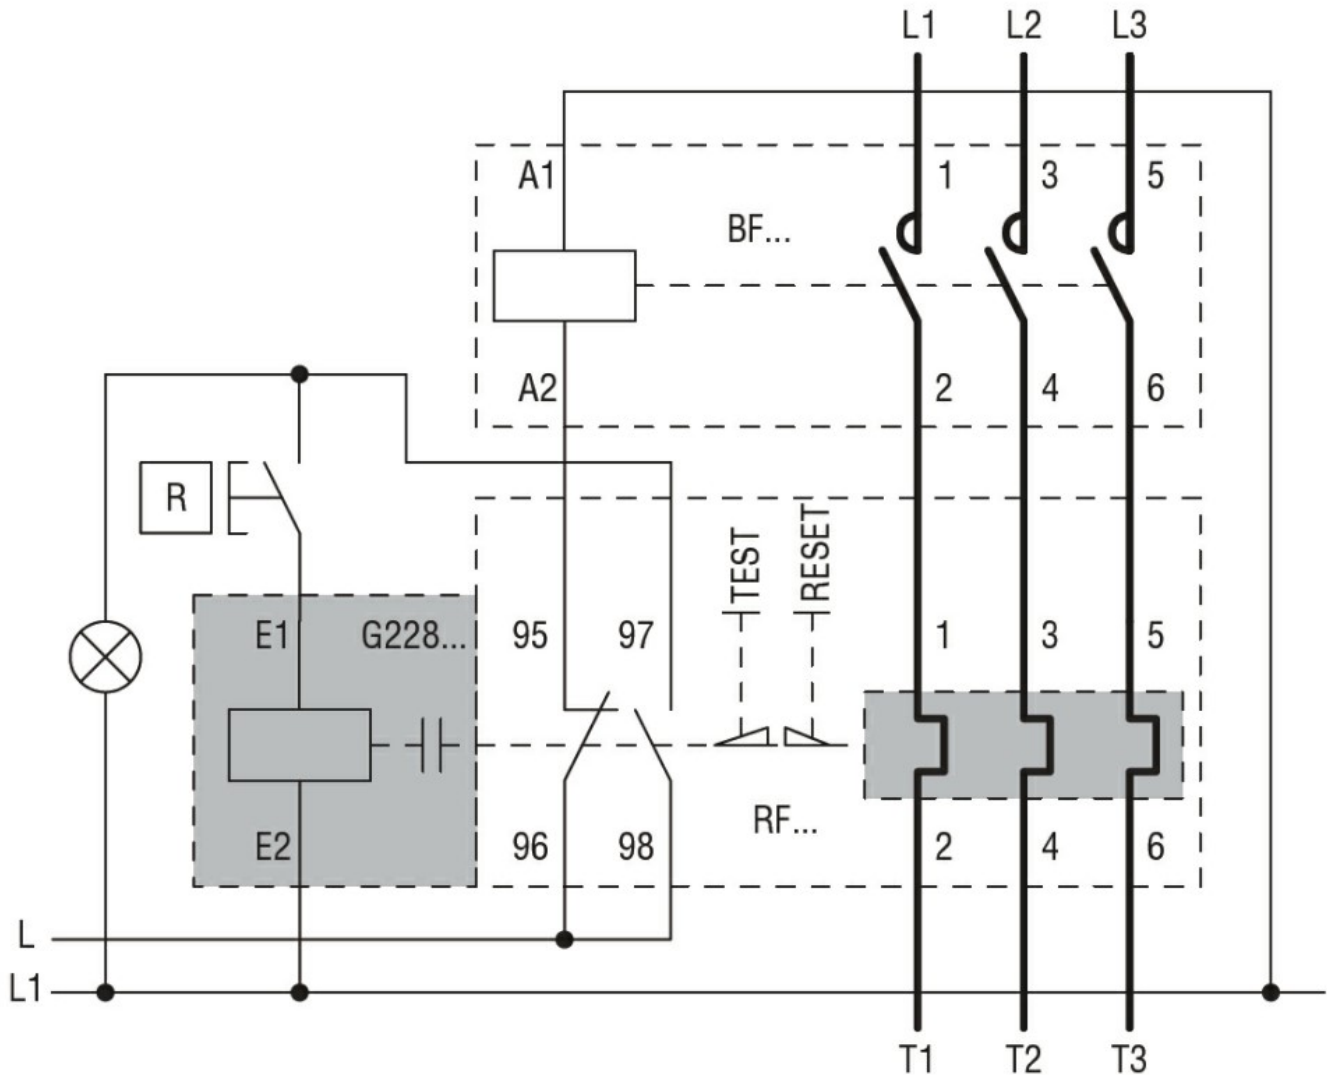 L1 L2 L3
A1 1 3 5
BF...
A2 2 4 6
R
TEST RESET
E1 G228... 95 97 1 3 5
RF...
E2 96 98 2 4 6
L
L1
T1 T2 T3